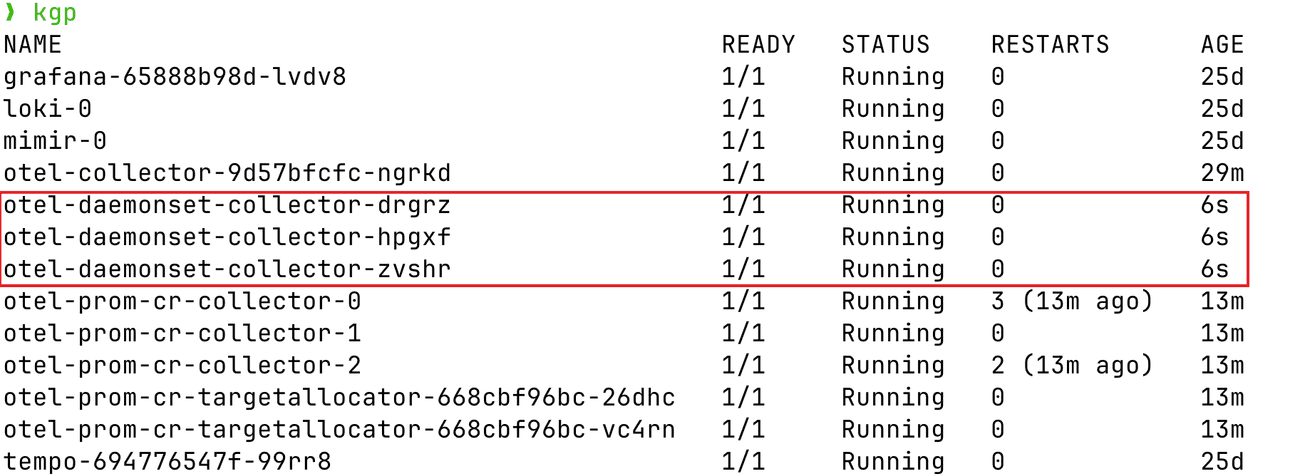 ❯ kgp
NAME READY STATUS RESTARTS AGE
grafana-65888b98d-lvdv8 1/1 Running 0 25d
loki-0 1/1 Running 0 25d
mimir-0 1/1 Running 0 25d
otel-collector-9d57bfcfc-ngrkd 1/1 Running 0 29m
otel-daemonset-collector-drgrz 1/1 Running 0 6s
otel-daemonset-collector-hpgxf 1/1 Running 0 6s
otel-daemonset-collector-zvshr 1/1 Running 0 6s
otel-prom-cr-collector-0 1/1 Running 3 (13m ago) 13m
otel-prom-cr-collector-1 1/1 Running 0 13m
otel-prom-cr-collector-2 1/1 Running 2 (13m ago) 13m
otel-prom-cr-targetallocator-668cbf96bc-26dhc 1/1 Running 0 13m
otel-prom-cr-targetallocator-668cbf96bc-vc4rn 1/1 Running 0 13m
tempo-694776547f-99rr8 1/1 Running 0 25d